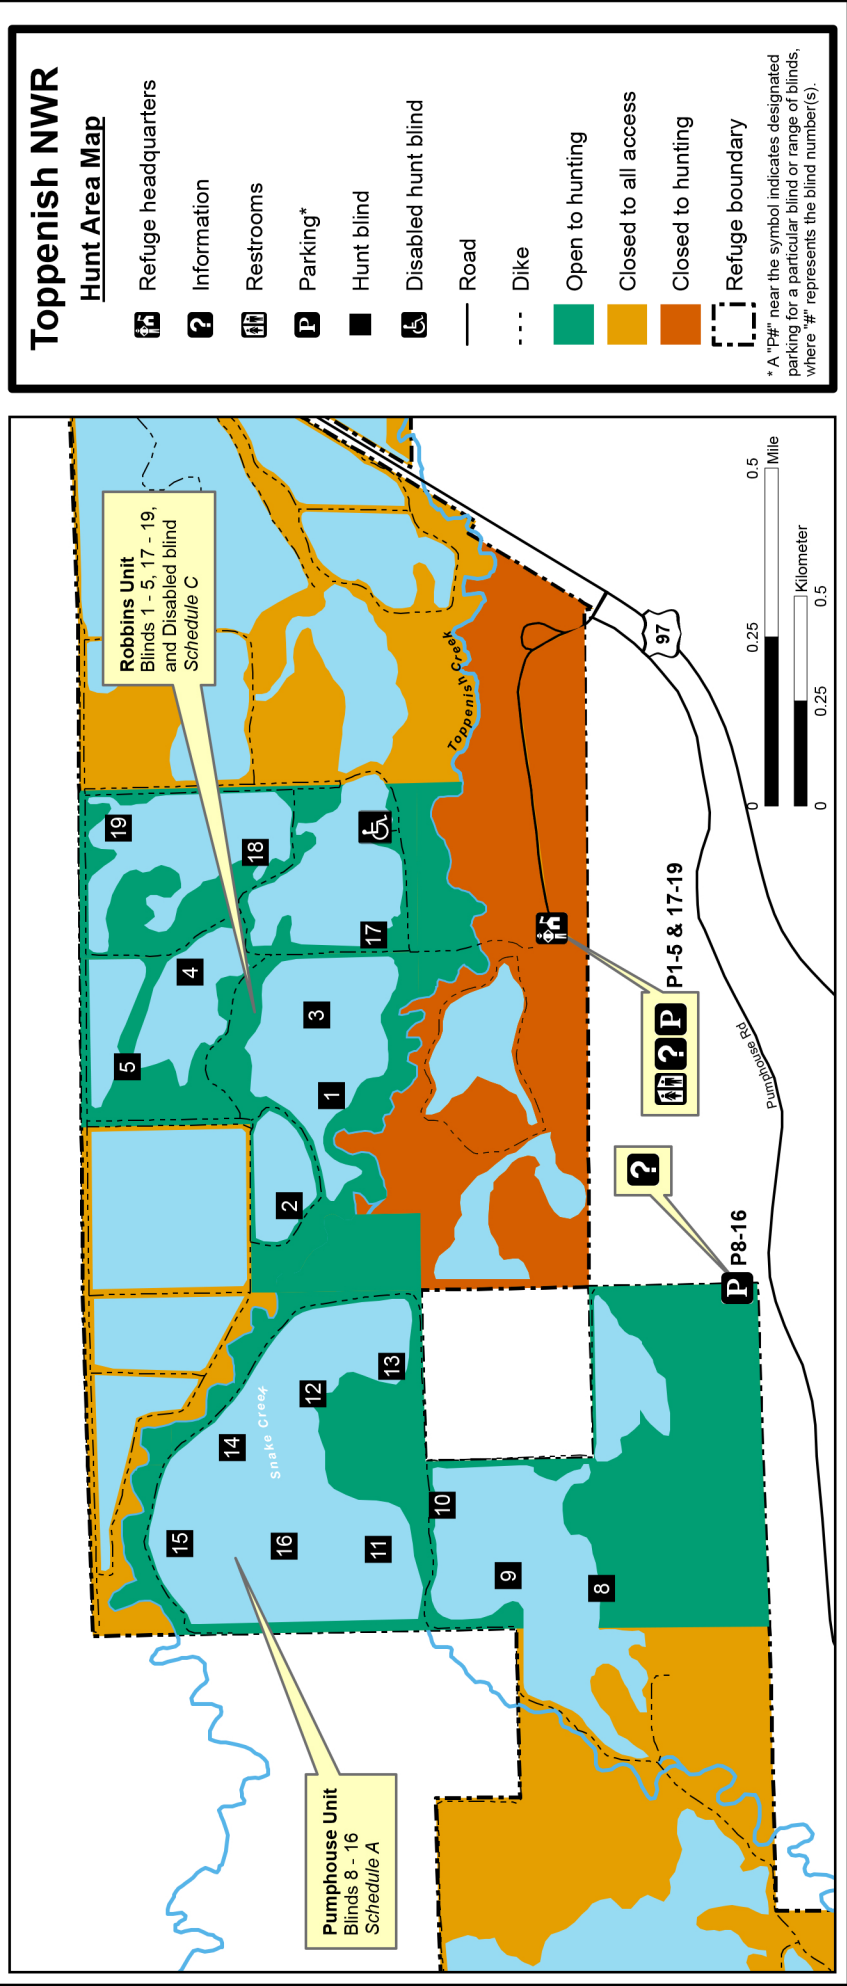 Toppenish NWR
Hunt Area Map
Refuge headquarters
Information
Restrooms
Parking*
Hunt blind
Disabled hunt blind
Road
Dike
Open to hunting
Closed to all access
Closed to hunting
Refuge boundary
* A "P#" near the symbol indicates designated
parking for a particular blind or range of blinds,
where "#" represents the blind number(s).
Robbins Unit
Blinds 1 - 5, 17 - 19,
and Disabled blind
Schedule C
Pumphouse Unit
Blinds 8 - 16
Schedule A
15
14
16
12
11
13
10
9
8
5
4
19
18
2
1
3
17
Snake Creek
Toppenish Creek
? P
P1-5 & 17-19
?
P
P8-16
Pumphouse Rd
97
0
0.25
0.5
Mile
0
0.25
0.5
Kilometer